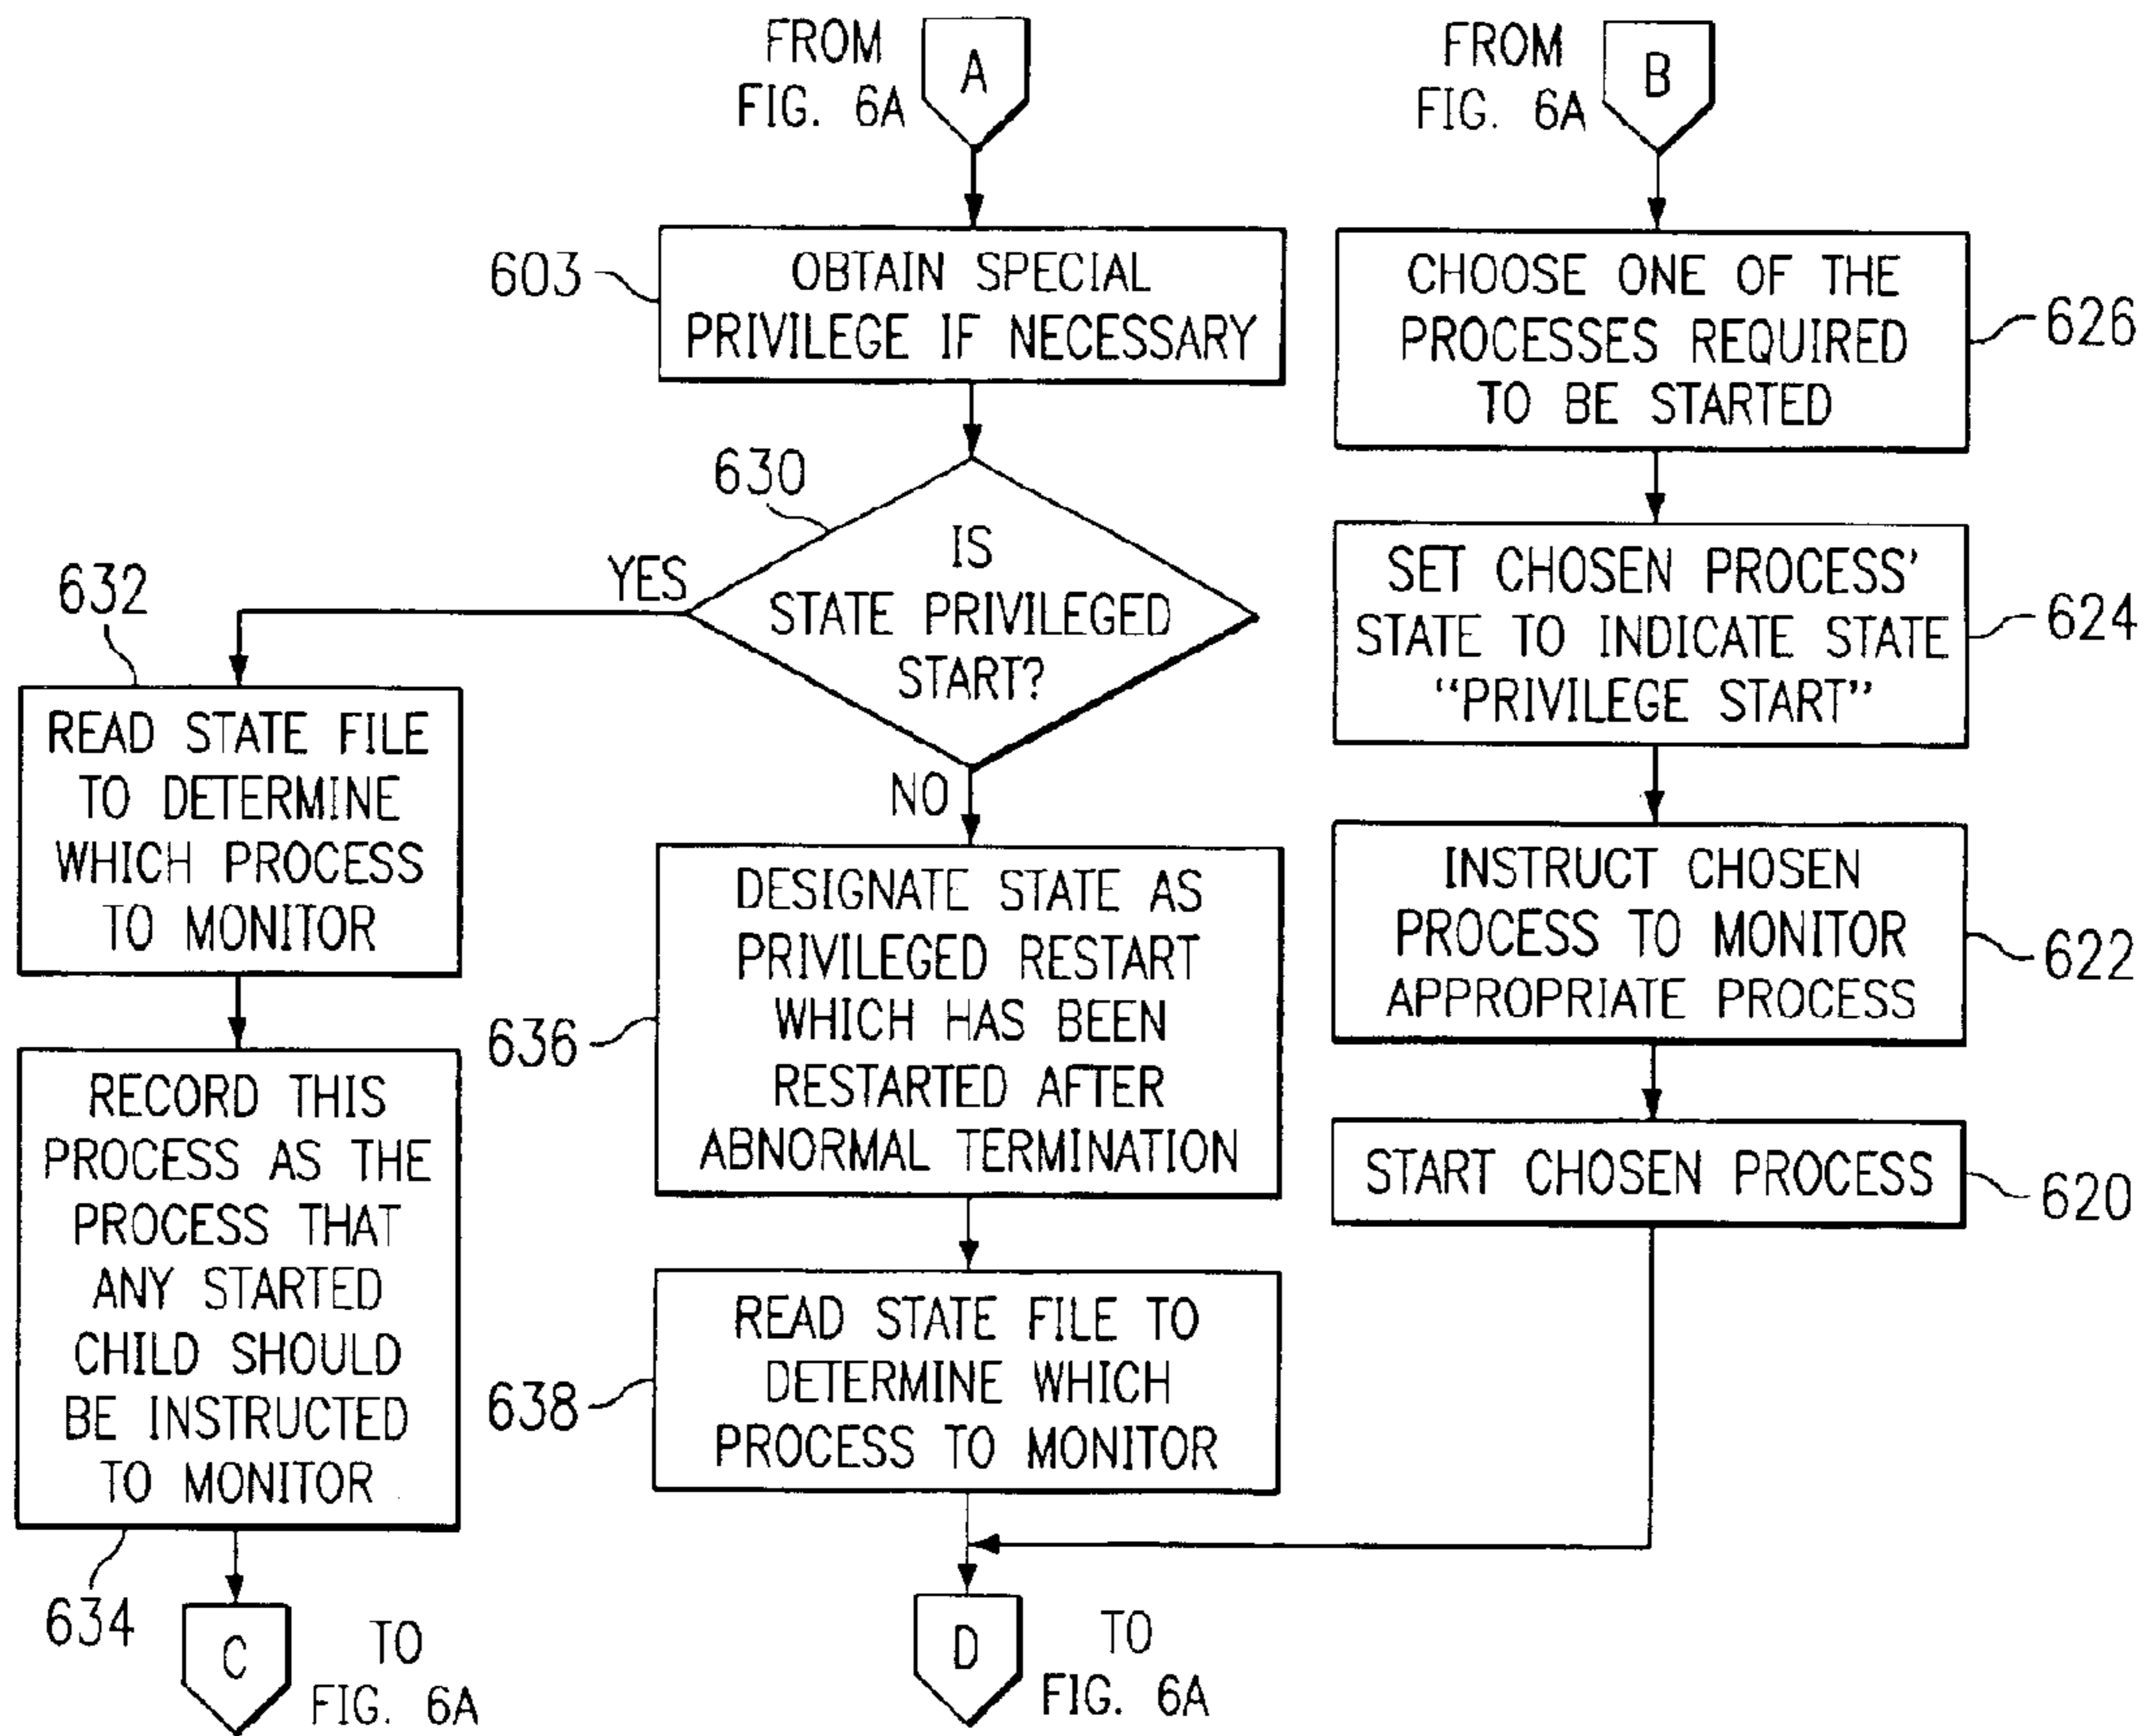 FROM
FIG. 6A
A
FROM
FIG. 6A
B
603
OBTAIN SPECIAL
PRIVILEGE IF NECESSARY
CHOOSE ONE OF THE
PROCESSES REQUIRED
TO BE STARTED
626
630
IS
STATE PRIVILEGED
START?
YES
NO
SET CHOSEN PROCESS'
STATE TO INDICATE STATE
“PRIVILEGE START”
624
632
READ STATE FILE
TO DETERMINE
WHICH PROCESS
TO MONITOR
INSTRUCT CHOSEN
PROCESS TO MONITOR
APPROPRIATE PROCESS
622
636
DESIGNATE STATE AS
PRIVILEGED RESTART
WHICH HAS BEEN
RESTARTED AFTER
ABNORMAL TERMINATION
RECORD THIS
PROCESS AS THE
PROCESS THAT
ANY STARTED
CHILD SHOULD
BE INSTRUCTED
TO MONITOR
634
START CHOSEN PROCESS
620
638
READ STATE FILE TO
DETERMINE WHICH
PROCESS TO MONITOR
C
TO
FIG. 6A
D
TO
FIG. 6A